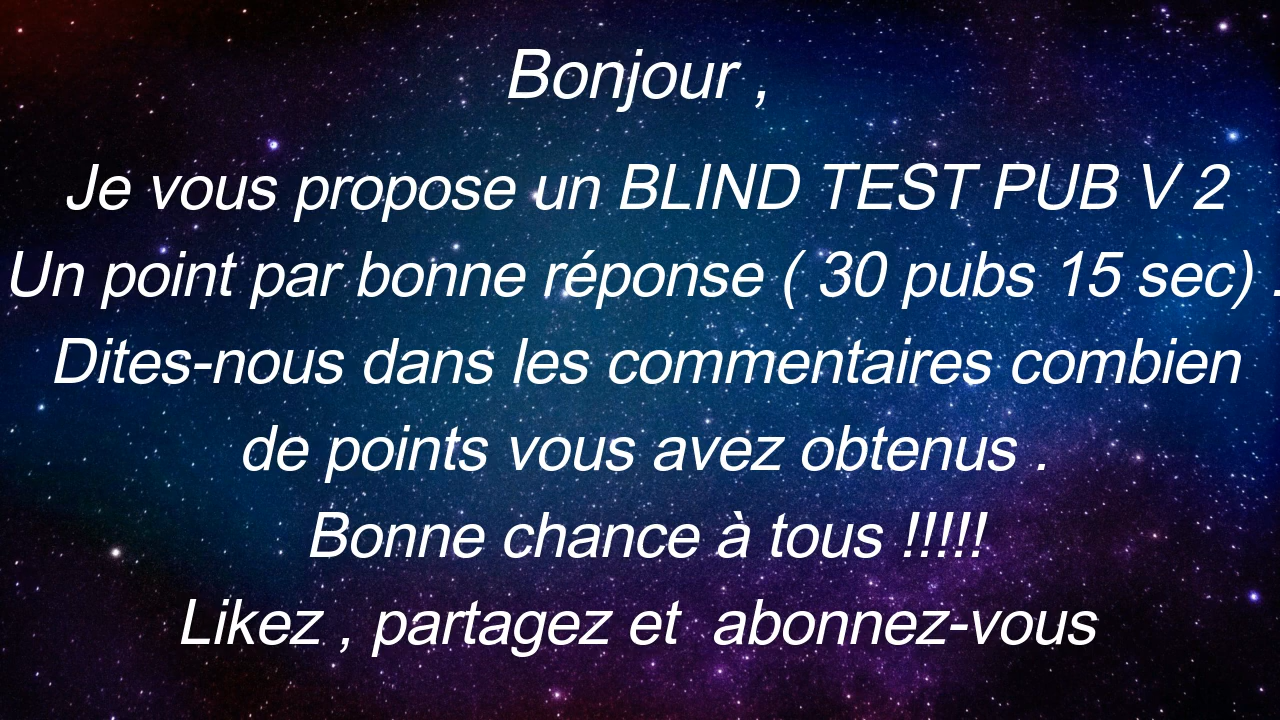 Bonjour ,
Je vous propose un BLIND TEST PUB V 2
Un point par bonne réponse ( 30 pubs 15 sec) .
Dites-nous dans les commentaires combien
de points vous avez obtenus .
Bonne chance à tous !!!!!
Likez , partagez et  abonnez-vous